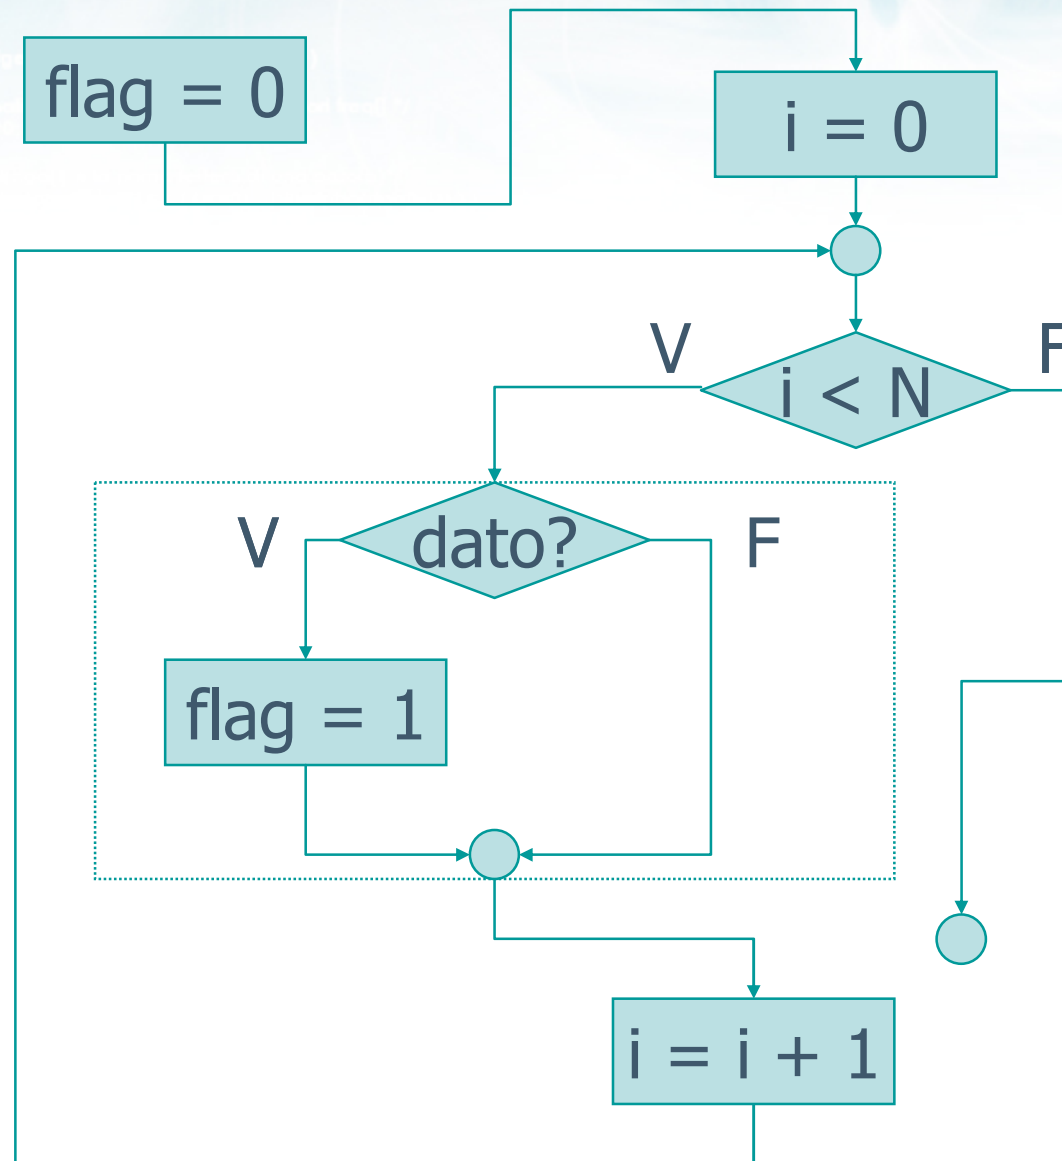 flag = 0
i = 0
V
F
i < N
V
dato?
F
flag = 1
i = i + 1